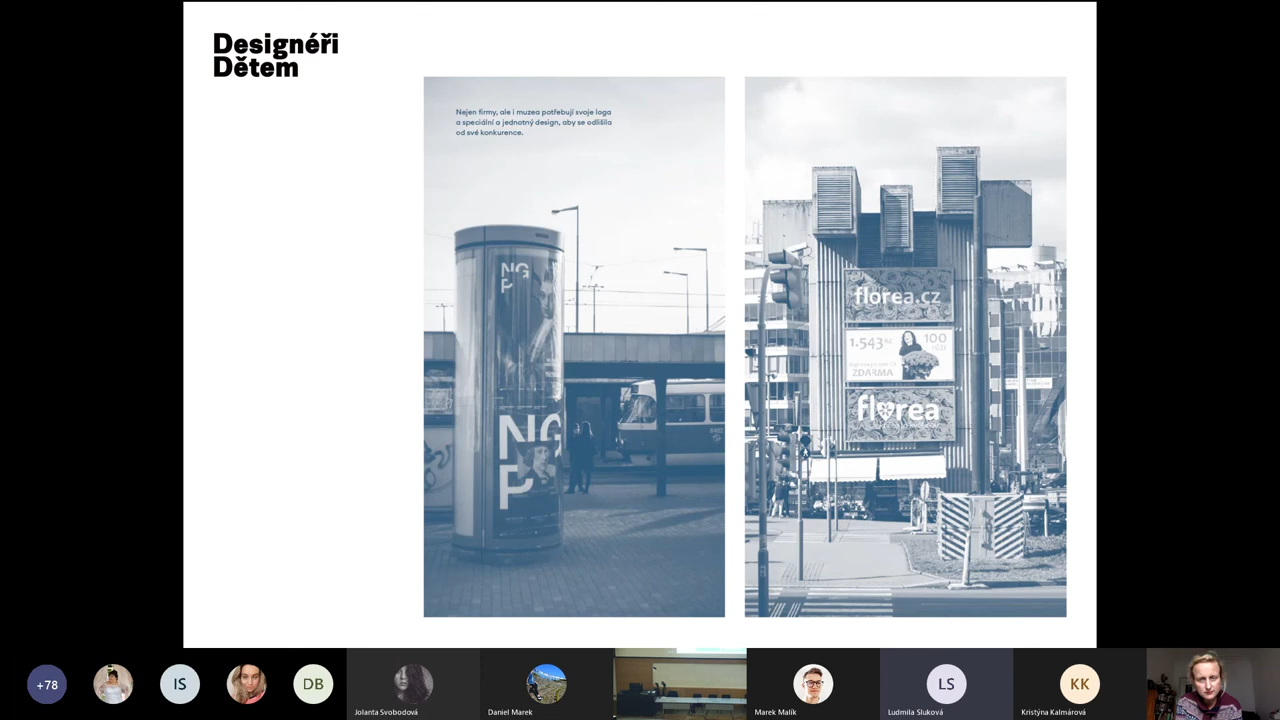 Designéři
Dětem
Nejen firmy, ale i muzea potřebují svoje loga
a speciální a jednotný design, aby se odlišila
od své konkurence.
NG
P
NG
P
florea.cz
1.543 Kč
100
růží
ZDARMA
florea
+78
IS
DB
LS
KK
Jolanta Svobodová
Daniel Marek
Marek Malík
Ludmila Sluková
Kristýna Kalmárová